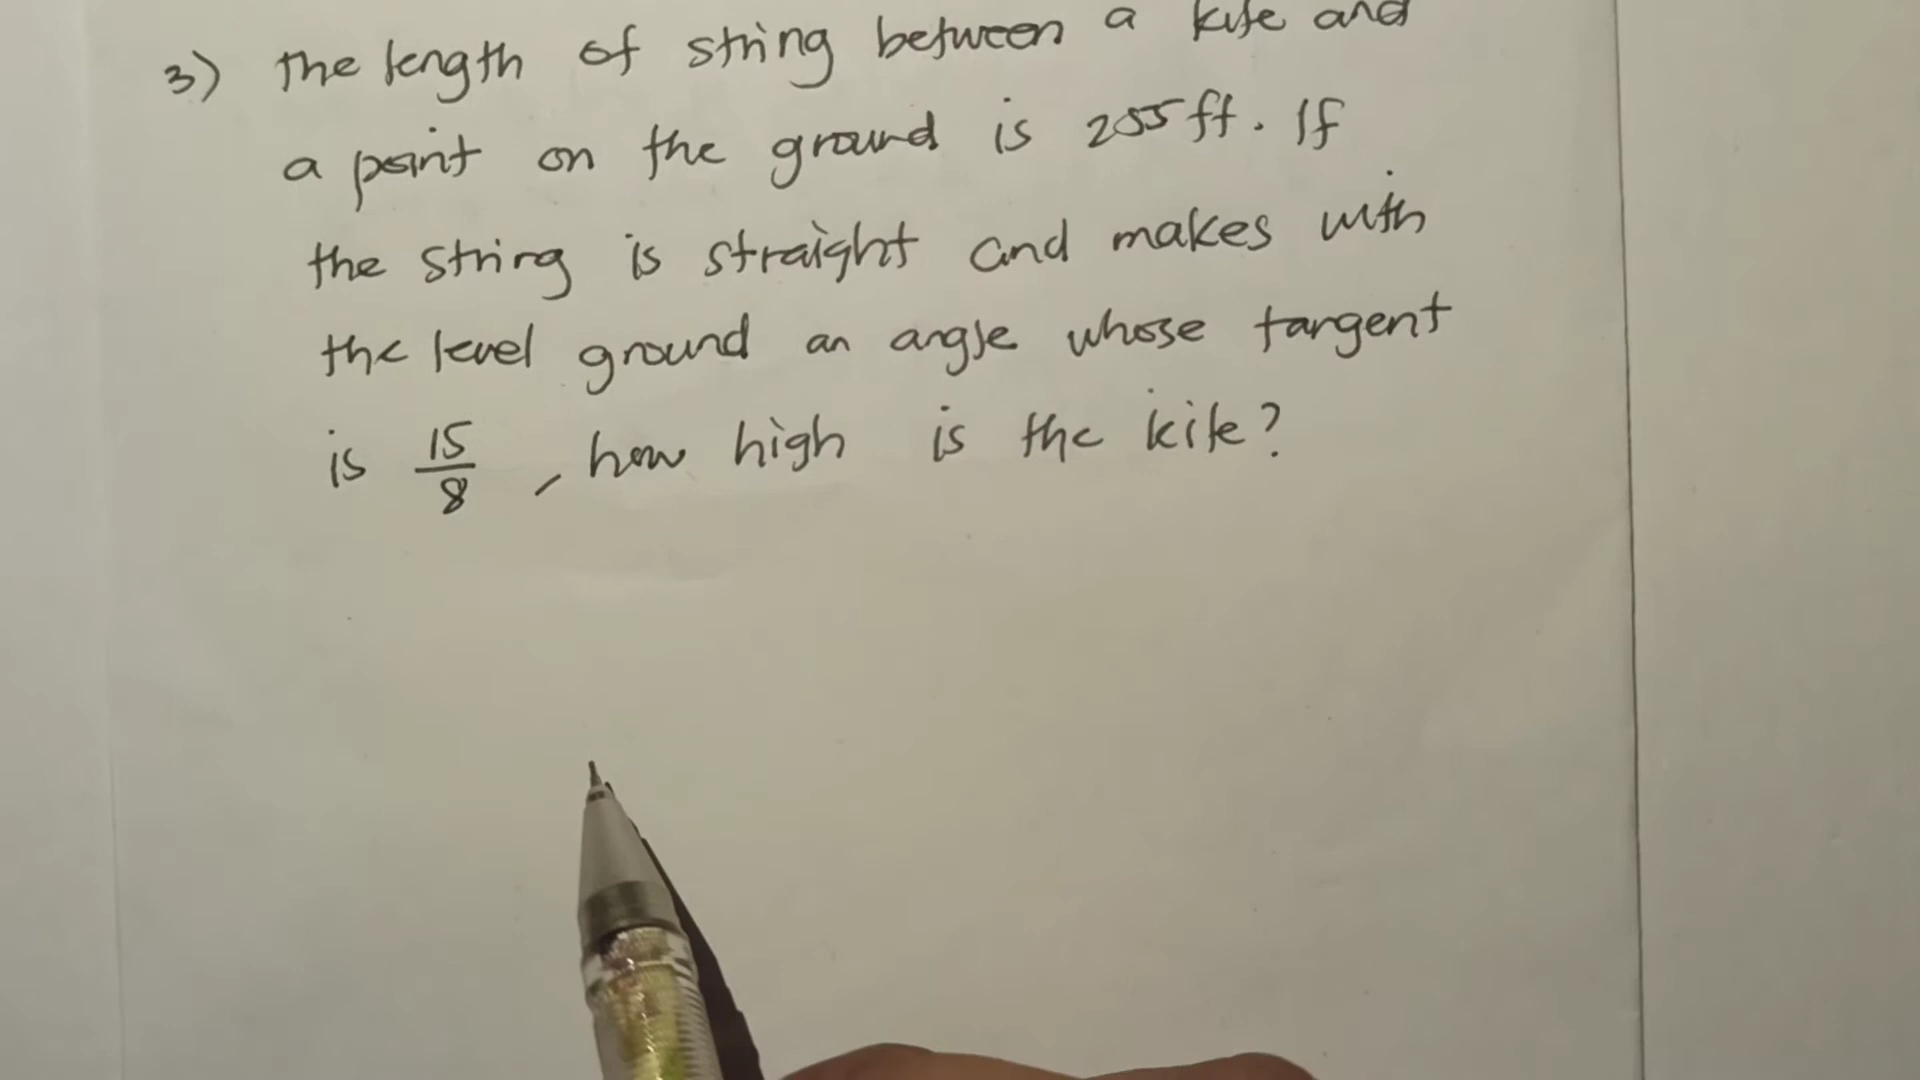 3) the length of string between a kite and
a point on the ground is 255 ft. If
the string is straight and makes with
the level ground an angle whose tangent
is 15/8, how high is the kite?